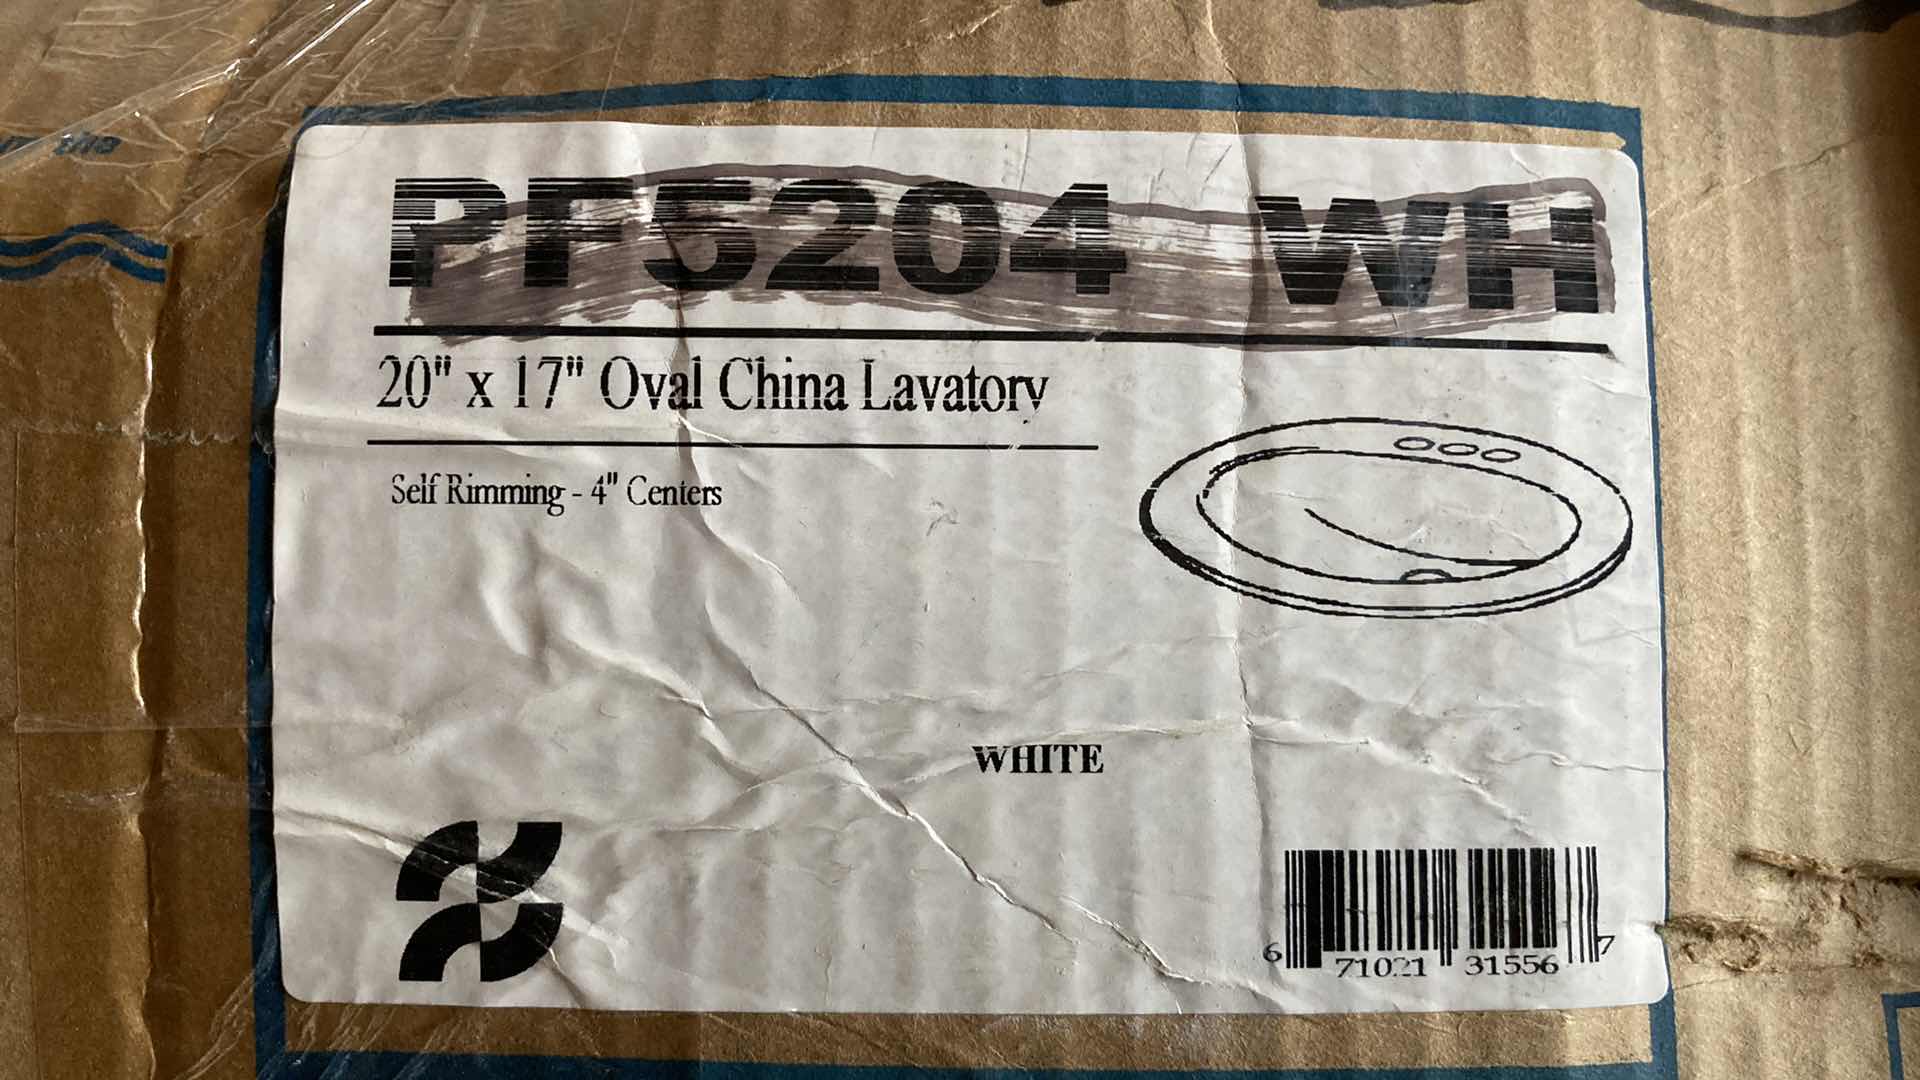 PF5204 WH
20" x 17" Oval China Lavatory
Self Rimming - 4" Centers
WHITE
6 71021 31556 7